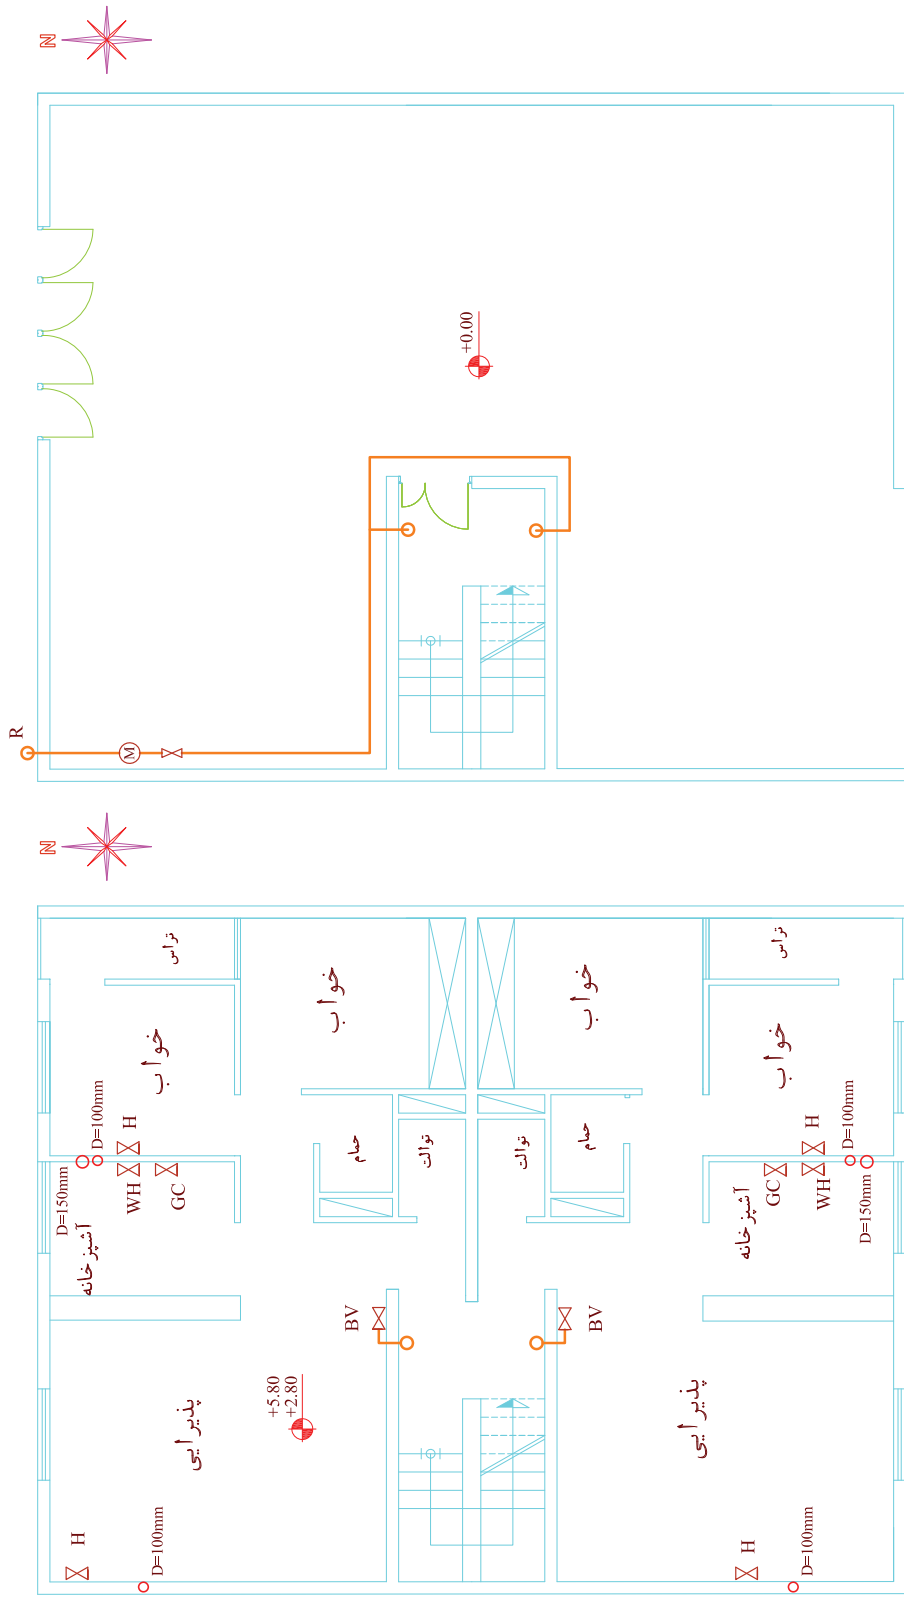 N
+0.00
R
M
N
تراس
تراس
خواب
خواب
خواب
خواب
D=100mm
H
H
D=100mm
حمام
توالت
توالت
حمام
D=150mm
WH
GC
GC
WH
D=150mm
آشپزخانه
آشپزخانه
BV
BV
+5.80
+2.80
پذیرایی
پذیرایی
H
D=100mm
H
D=100mm